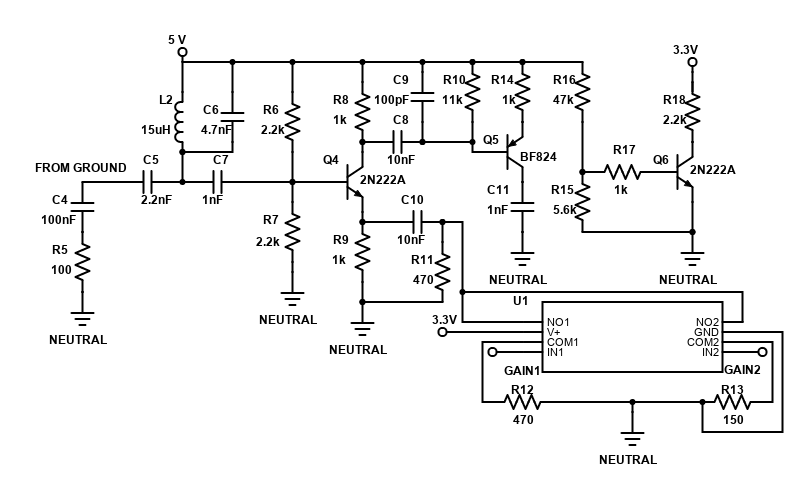 5 V
3.3V
L2
15uH
C6
4.7nF
R6
2.2k
R8
1k
C9
100pF
R10
11k
R14
1k
R16
47k
R18
2.2k
C8
10nF
Q5
BF824
FROM GROUND
C5
2.2nF
C7
1nF
Q4
2N222A
R17
1k
Q6
2N222A
C4
100nF
R7
2.2k
C10
10nF
C11
1nF
R15
5.6k
R5
100
R9
1k
R11
470
NEUTRAL
NEUTRAL
NEUTRAL
NEUTRAL
NEUTRAL
U1
3.3V
NO1
V+
COM1
IN1
NO2
GND
COM2
IN2
GAIN1
GAIN2
R12
470
R13
150
NEUTRAL